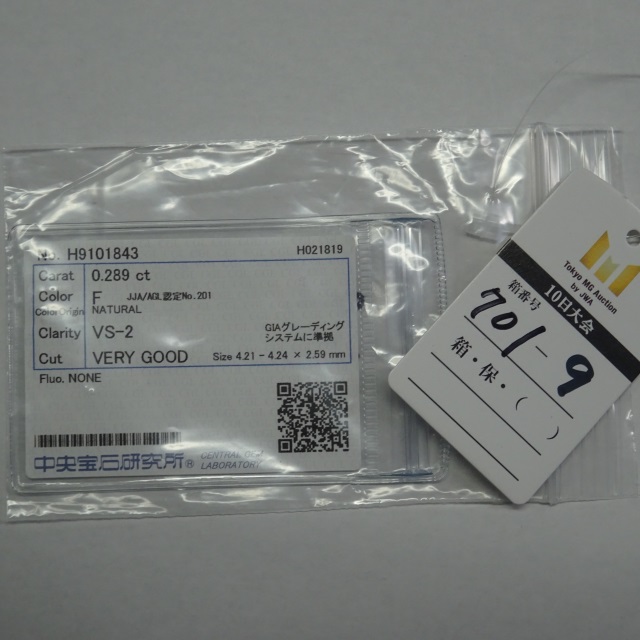 No. H9101843 H021819
Carat 0.289 ct
Color F JJA/AGL認定No.201
Color Origin NATURAL
Clarity VS-2 GIAグレーディング
システムに準拠
Cut VERY GOOD Size 4.21 - 4.24 × 2.59 mm
Fluo. NONE
中央宝石研究所® CENTRAL GEM
LABORATORY
Tokyo MG Auction
by JWA
10日大会
箱番号
701-9
箱・保・( )